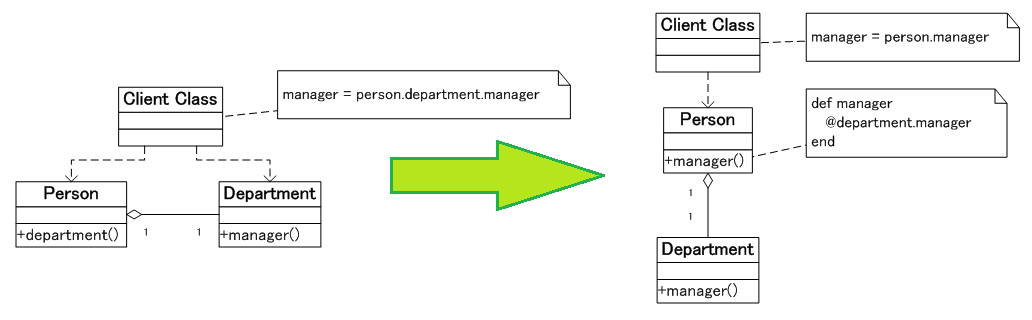 Client Class
manager = person.department.manager
Person
+department()
1
1
Department
+manager()
Client Class
manager = person.manager
Person
+manager()
def manager
@department.manager
end
1
1
Department
+manager()